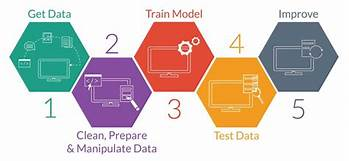 Get Data
1
2
Clean, Prepare
& Manipulate Data
Train Model
3
4
Test Data
Improve
5